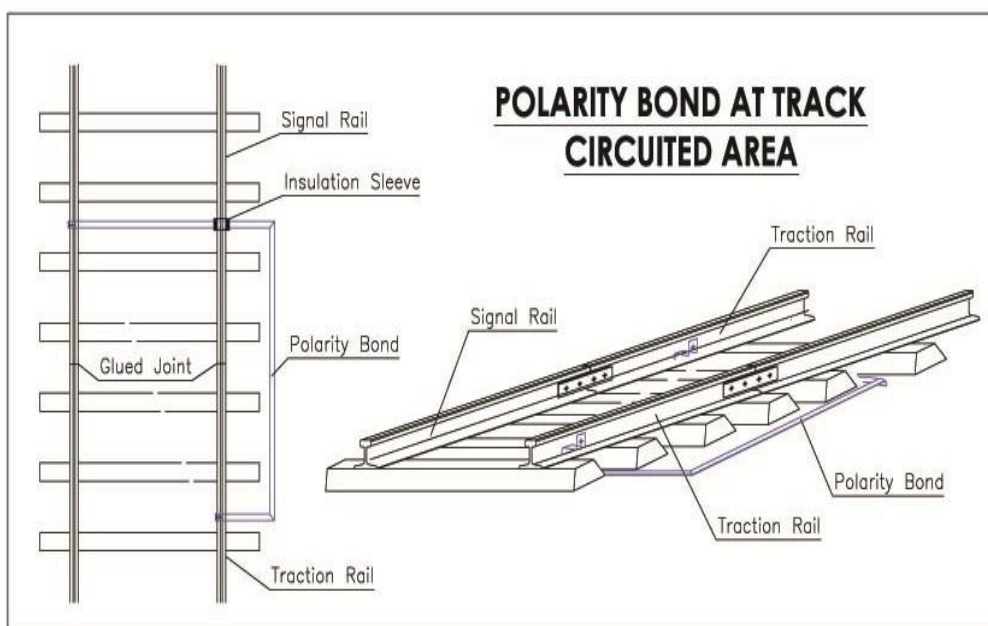 POLARITY BOND AT TRACK
CIRCUITED AREA
Signal Rail
Insulation Sleeve
Polarity Bond
Glued Joint
Traction Rail
Traction Rail
Signal Rail
Polarity Bond
Traction Rail